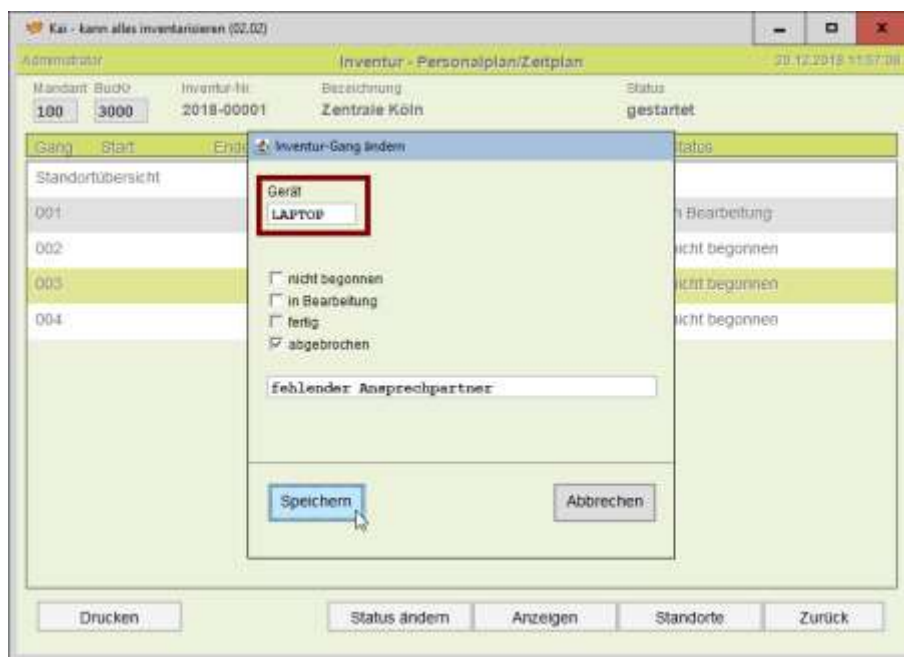 Kai - kann alles inventarisieren (02.02)
Administrator Inventur - Personalplan/Zeitplan 20.12.2018 11:57:08
Mandant BucKr Inventur-Nr. Bezeichnung Status
100 3000 2018-00001 Zentrale Köln gestartet
Gang Start Ende Status
Inventur-Gang ändern
Standortübersicht
Gerät
LAPTOP
001 n Bearbeitung
002 nicht begonnen
003 nicht begonnen
004 nicht begonnen
nicht begonnen
in Bearbeitung
fertig
abgebrochen
fehlender Ansprechpartner
Speichern Abbrechen
Drucken Status ändern Anzeigen Standorte Zurück